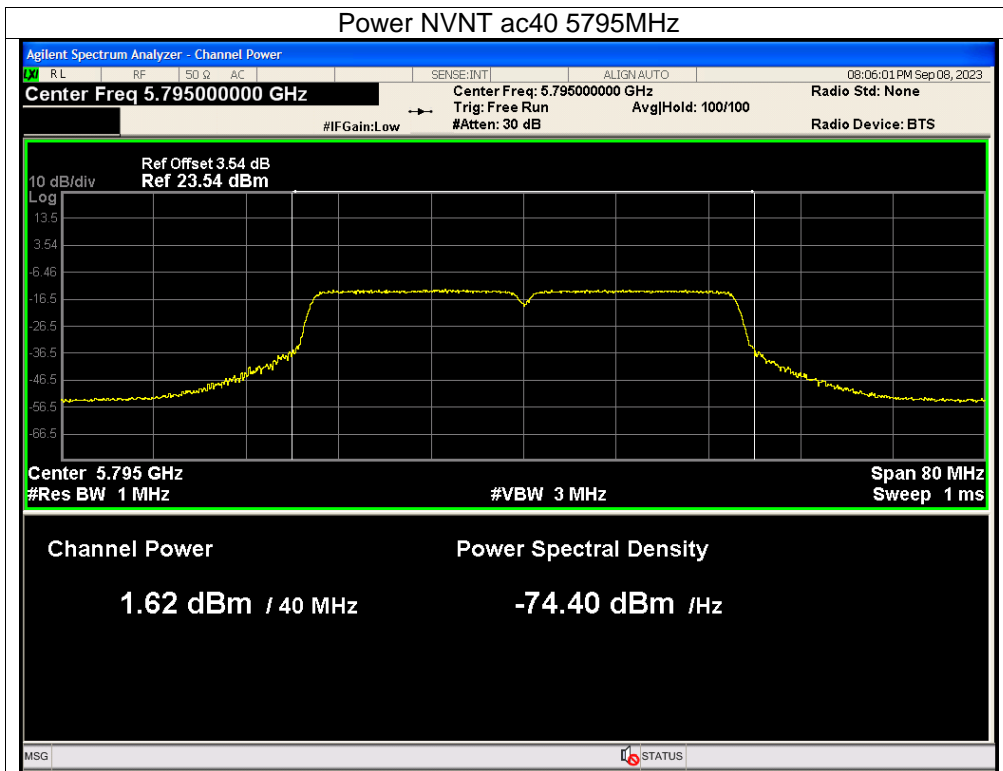 Power NVNT ac40 5795MHz
Agilent Spectrum Analyzer - Channel Power
LXI RL RF 50 Ω AC SENSE:INT ALIGN AUTO 08:06:01 PM Sep 08, 2023
Center Freq 5.795000000 GHz Center Freq: 5.795000000 GHz Radio Std: None
Trig: Free Run Avg|Hold: 100/100
#IFGain:Low #Atten: 30 dB Radio Device: BTS
Ref Offset 3.54 dB
10 dB/div Ref 23.54 dBm
Log
13.5
3.54
-6.46
-16.5
-26.5
-36.5
-46.5
-56.5
-66.5
Center 5.795 GHz Span 80 MHz
#Res BW 1 MHz #VBW 3 MHz Sweep 1 ms
Channel Power Power Spectral Density
1.62 dBm / 40 MHz -74.40 dBm /Hz
MSG STATUS